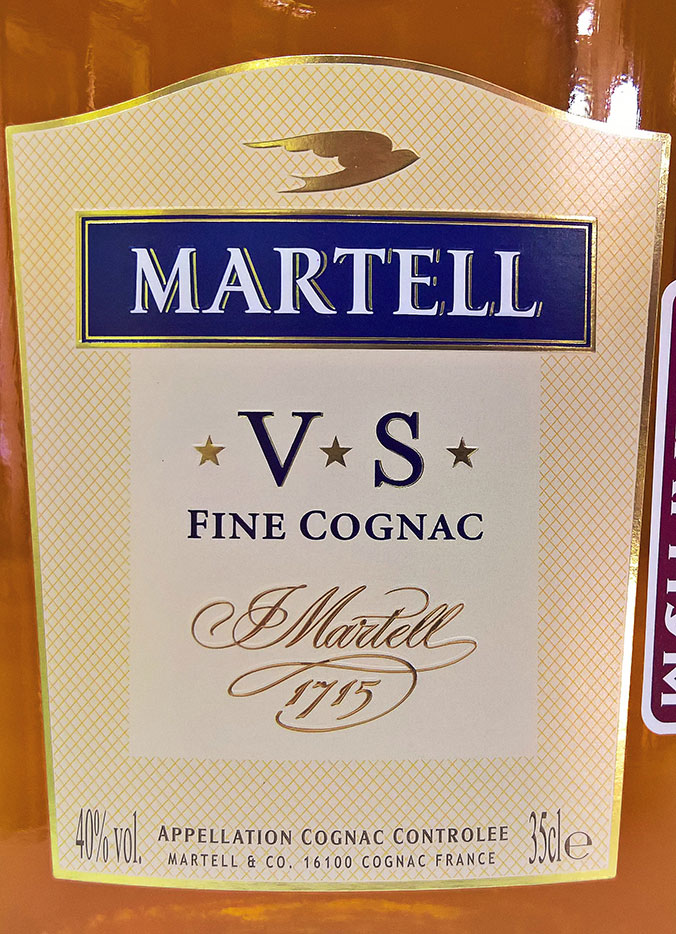 MARTELL
V★S
FINE COGNAC
J Martell
1715
40% vol. APPELLATION COGNAC CONTROLEE 35cl℮
MARTELL & CO. 16100 COGNAC FRANCE